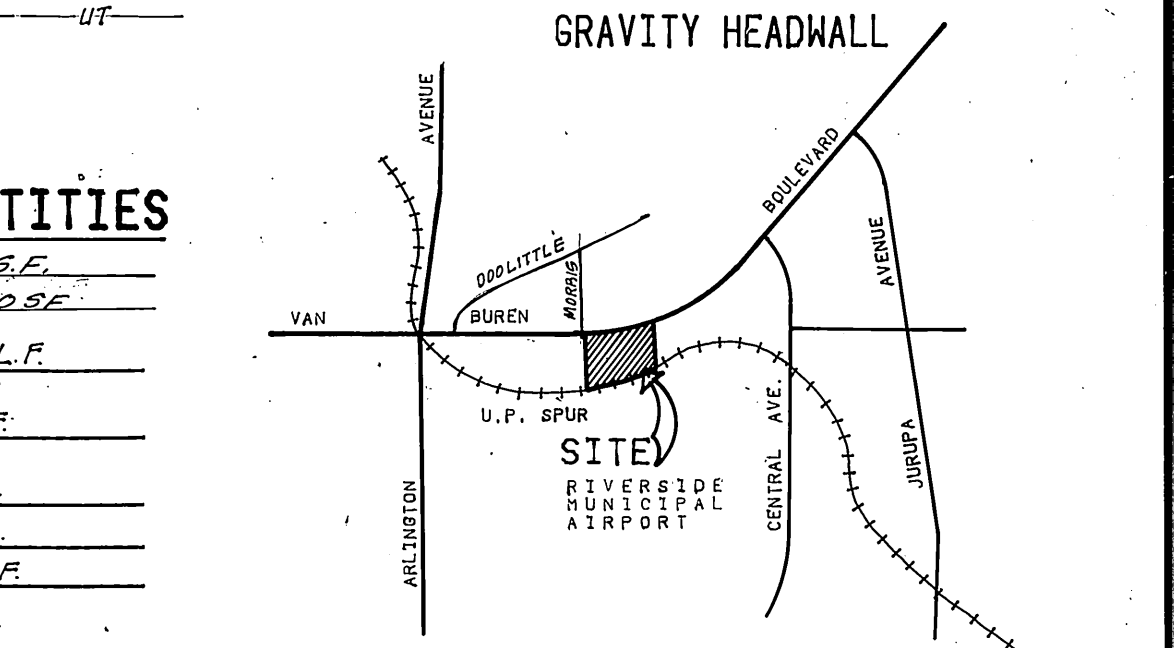 UT
GRAVITY HEADWALL
TITIES
S.F.
O SF
L.F.
F.
F.
AVENUE
BOULEVARD
DOOLITTLE
MORRIS
AVENUE
VAN
BUREN
U.P. SPUR
SITE
RIVERSIDE
MUNICIPAL
AIRPORT
ARLINGTON
CENTRAL AVE.
JURUPA